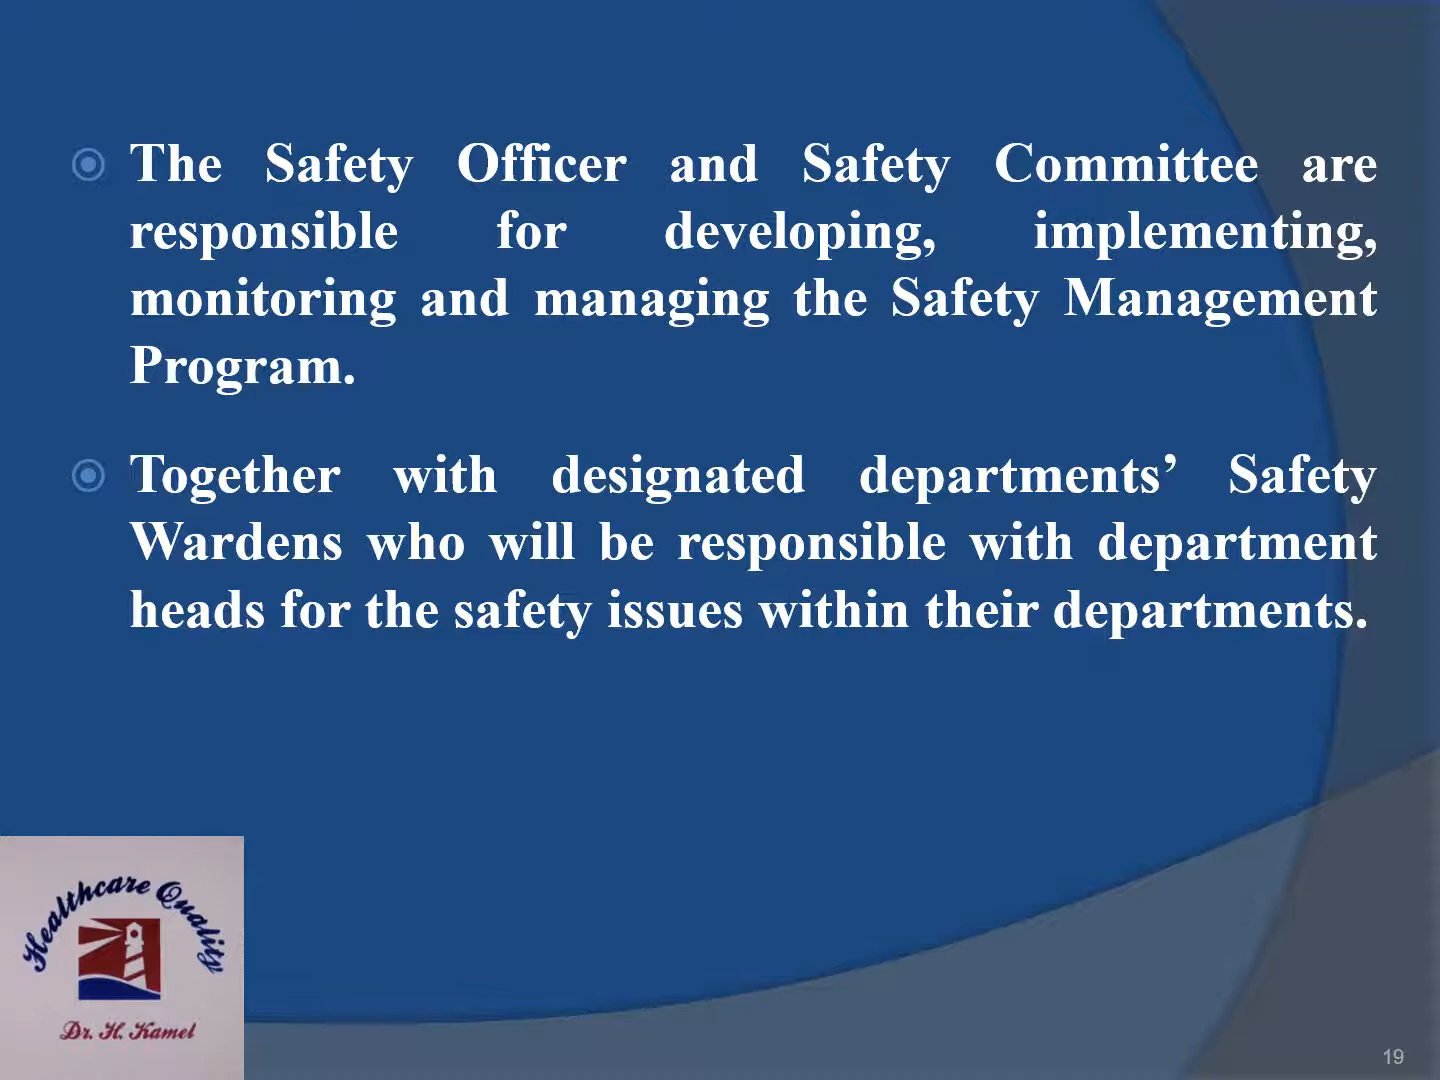 The Safety Officer and Safety Committee are
responsible for developing, implementing,
monitoring and managing the Safety Management
Program.
Together with designated departments’ Safety
Wardens who will be responsible with department
heads for the safety issues within their departments.
Healthcare Quality
Dr. H. Kamel
19